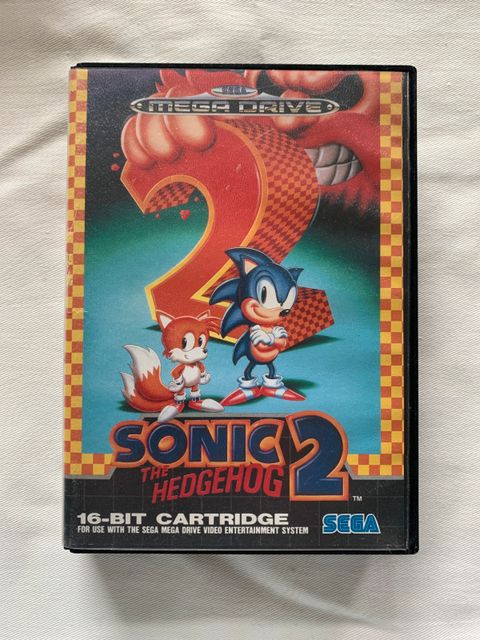 SEGA
MEGA DRIVE
2
SONIC
THE
HEDGEHOG 2
TM
16-BIT CARTRIDGE
FOR USE WITH THE SEGA MEGA DRIVE VIDEO ENTERTAINMENT SYSTEM
SEGA